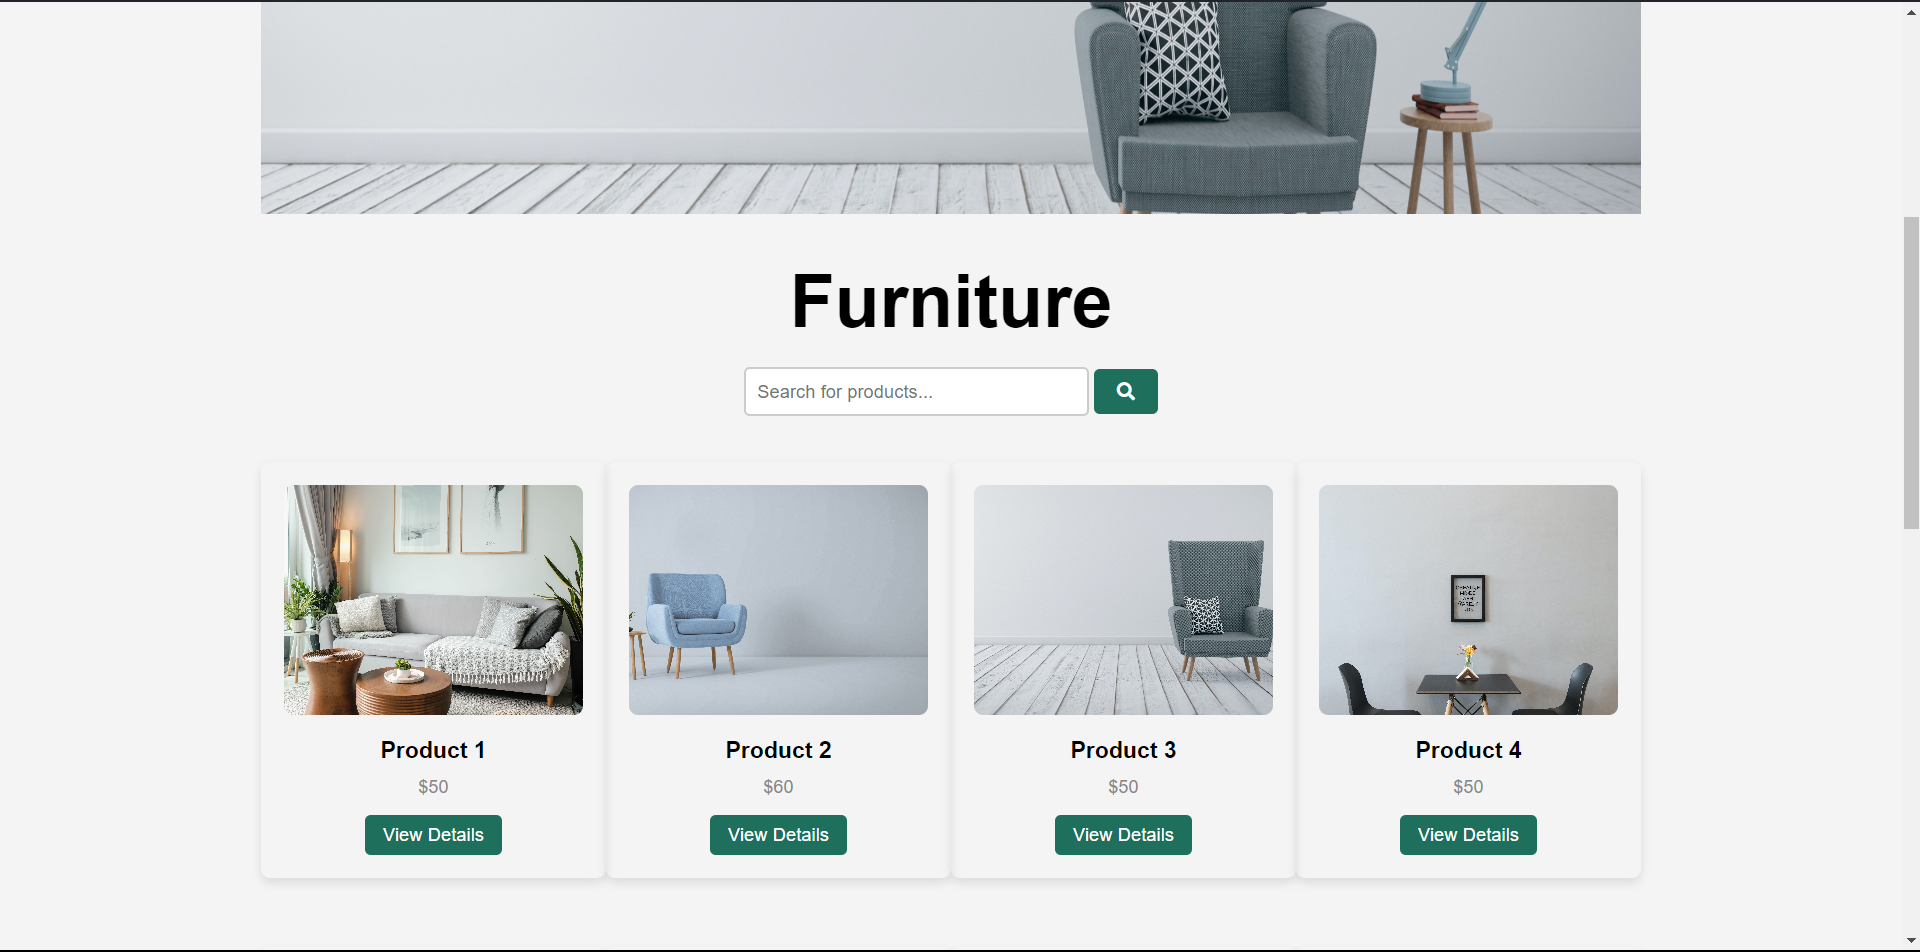 Furniture
Search for products...
Product 1
$50
View Details
Product 2
$60
View Details
Product 3
$50
View Details
Product 4
$50
View Details